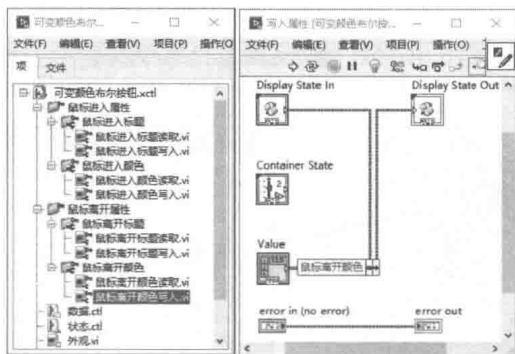 可变颜色布尔...
文件(F) 编辑(E) 查看(V) 项目(P) 操作(O
项 文件
可变颜色布尔按钮.xctl
鼠标进入属性
鼠标进入标题
鼠标进入标题读取.vi
鼠标进入标题写入.vi
鼠标进入颜色
鼠标进入颜色读取.vi
鼠标进入颜色写入.vi
鼠标离开属性
鼠标离开标题
鼠标离开标题读取.vi
鼠标离开标题写入.vi
鼠标离开颜色
鼠标离开颜色读取.vi
鼠标离开颜色写入.vi
数据.ctl
状态.ctl
外观.vi
写入属性 [可变颜色布尔按...
文件(F) 编辑(E) 查看(V) 项目(P) 操作(O)
Display State In
Display State Out
Container State
Value
鼠标离开颜色
error in (no error)
error out